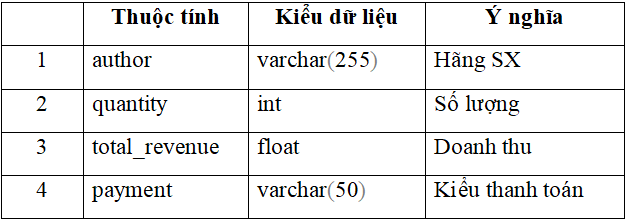 Thuộc tính Kiểu dữ liệu Ý nghĩa
1 author varchar(255) Hãng SX
2 quantity int Số lượng
3 total_revenue float Doanh thu
4 payment varchar(50) Kiểu thanh toán